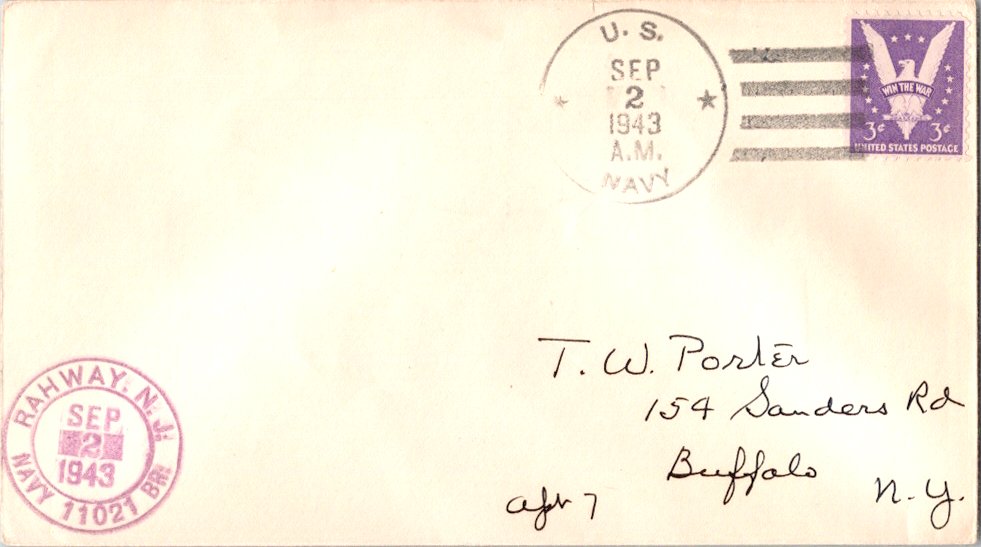 U. S.
SEP
2
1943
A.M.
NAVY
WIN THE WAR
3¢ 3¢
UNITED STATES POSTAGE
T. W. Porter
154 Sanders Rd
Buffalo
N. Y.
apt 7
RAHWAY, N. J.
SEP
2
1943
NAVY 11021 BR.